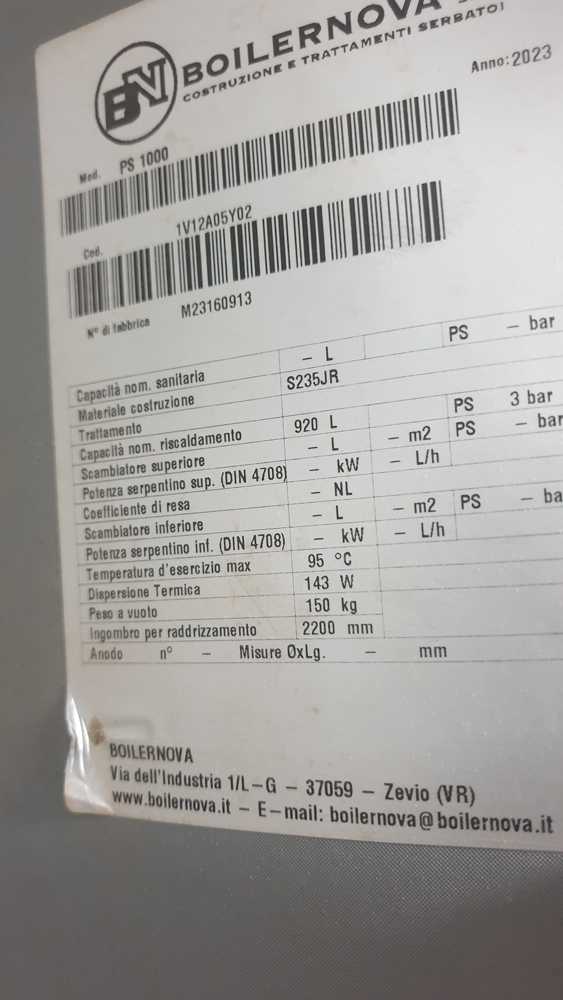 BN BOILERNOVA
COSTRUZIONE E TRATTAMENTI SERBATOI
Anno: 2023
Mod. PS 1000
Cod. 1V12A05Y02
N° di fabbrica M23160913
Capacità nom. sanitaria – L PS – bar
Materiale costruzione S235JR
Trattamento
Capacità nom. riscaldamento 920 L PS 3 bar
Scambiatore superiore – L – m2 PS – bar
Potenza serpentino sup. (DIN 4708) – kW – L/h
Coefficiente di resa – NL
Scambiatore inferiore – L – m2 PS – ba
Potenza serpentino inf. (DIN 4708) – kW – L/h
Temperatura d'esercizio max 95 °C
Dispersione Termica 143 W
Peso a vuoto 150 kg
Ingombro per raddrizzamento 2200 mm
Anodo n° – Misure ØxLg. – mm
BOILERNOVA
Via dell'Industria 1/L–G – 37059 – Zevio (VR)
www.boilernova.it – E–mail: boilernova@boilernova.it